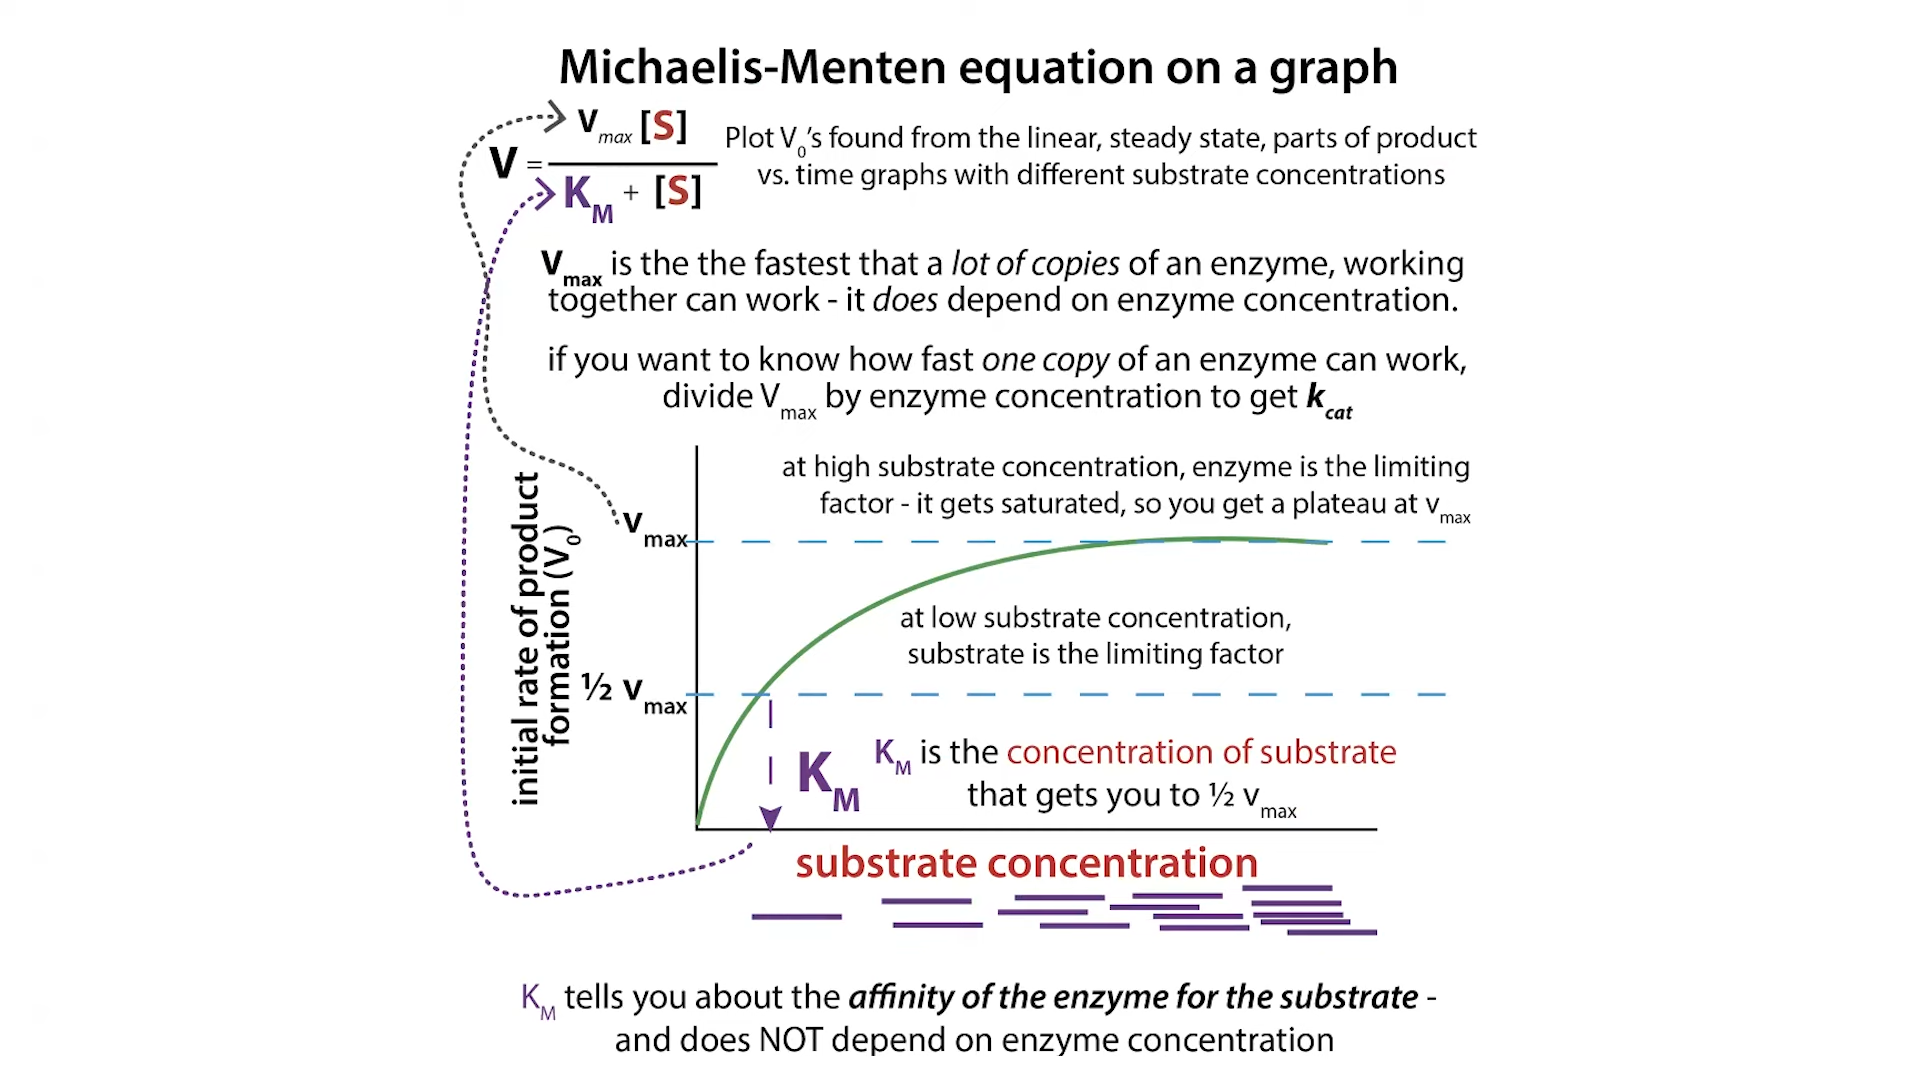 Michaelis-Menten equation on a graph
V = Vmax [S] / KM + [S]
Plot V0's found from the linear, steady state, parts of product
vs. time graphs with different substrate concentrations
Vmax is the the fastest that a lot of copies of an enzyme, working
together can work - it does depend on enzyme concentration.
if you want to know how fast one copy of an enzyme can work,
divide Vmax by enzyme concentration to get kcat
at high substrate concentration, enzyme is the limiting
factor - it gets saturated, so you get a plateau at vmax
initial rate of product
formation (V0)
vmax
at low substrate concentration,
substrate is the limiting factor
½ vmax
KM
KM is the concentration of substrate
that gets you to ½ vmax
substrate concentration
KM tells you about the affinity of the enzyme for the substrate -
and does NOT depend on enzyme concentration